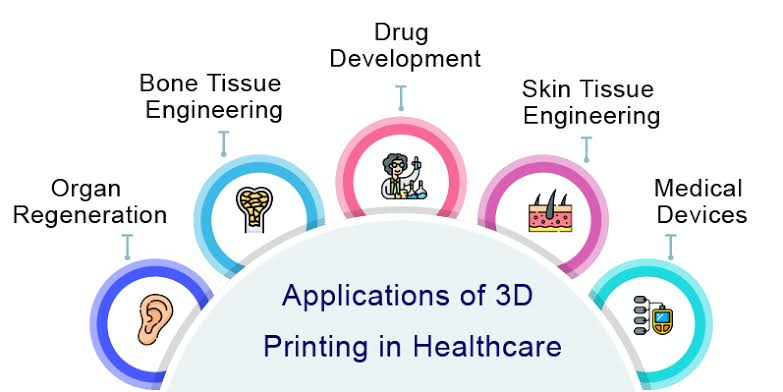 Organ
Regeneration
Bone Tissue
Engineering
Drug
Development
Skin Tissue
Engineering
Medical
Devices
Applications of 3D
Printing in Healthcare